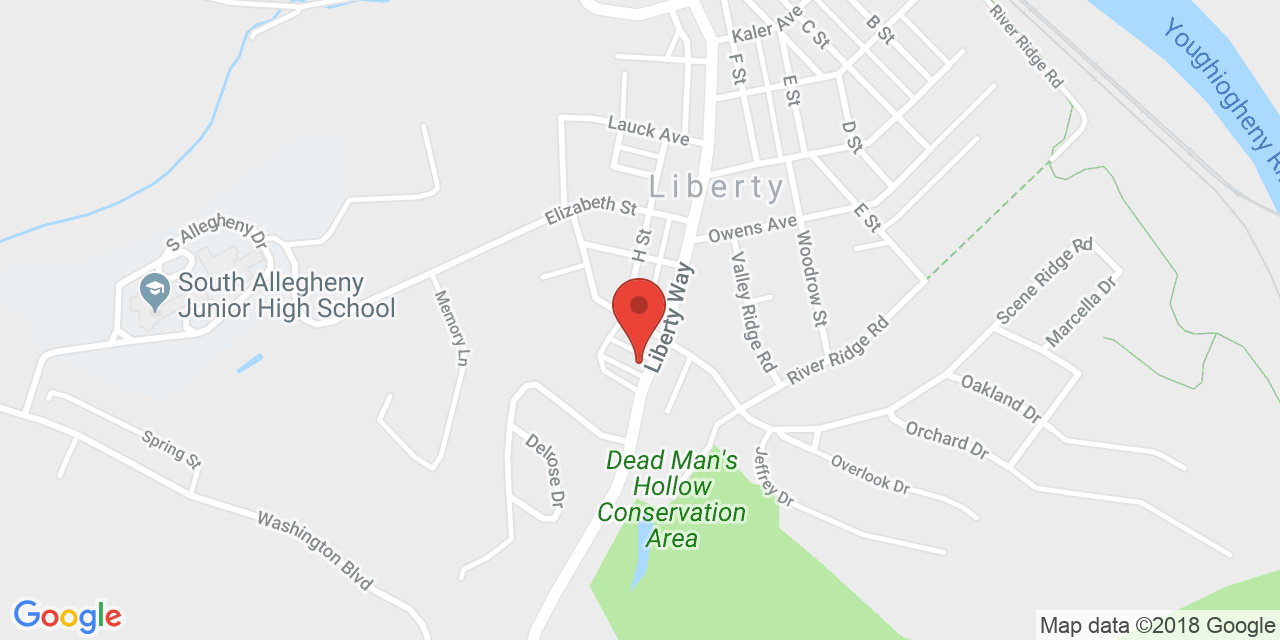 Kaler Ave
B St
C St
River Ridge Rd
Youghiogheny Ri
F St
E St
D St
Lauck Ave
Liberty
Elizabeth St
E St
S Allegheny Dr
H St
Owens Ave
Woodrow St
South Allegheny
Junior High School
Valley Ridge Rd
Liberty Way
Scene Ridge Rd
Marcella Dr
Memory Ln
River Ridge Rd
Oakland Dr
Orchard Dr
Spring St
Delrose Dr
Dead Man's
Hollow
Conservation
Area
Jeffrey Dr
Overlook Dr
Washington Blvd
Google
Map data ©2018 Google